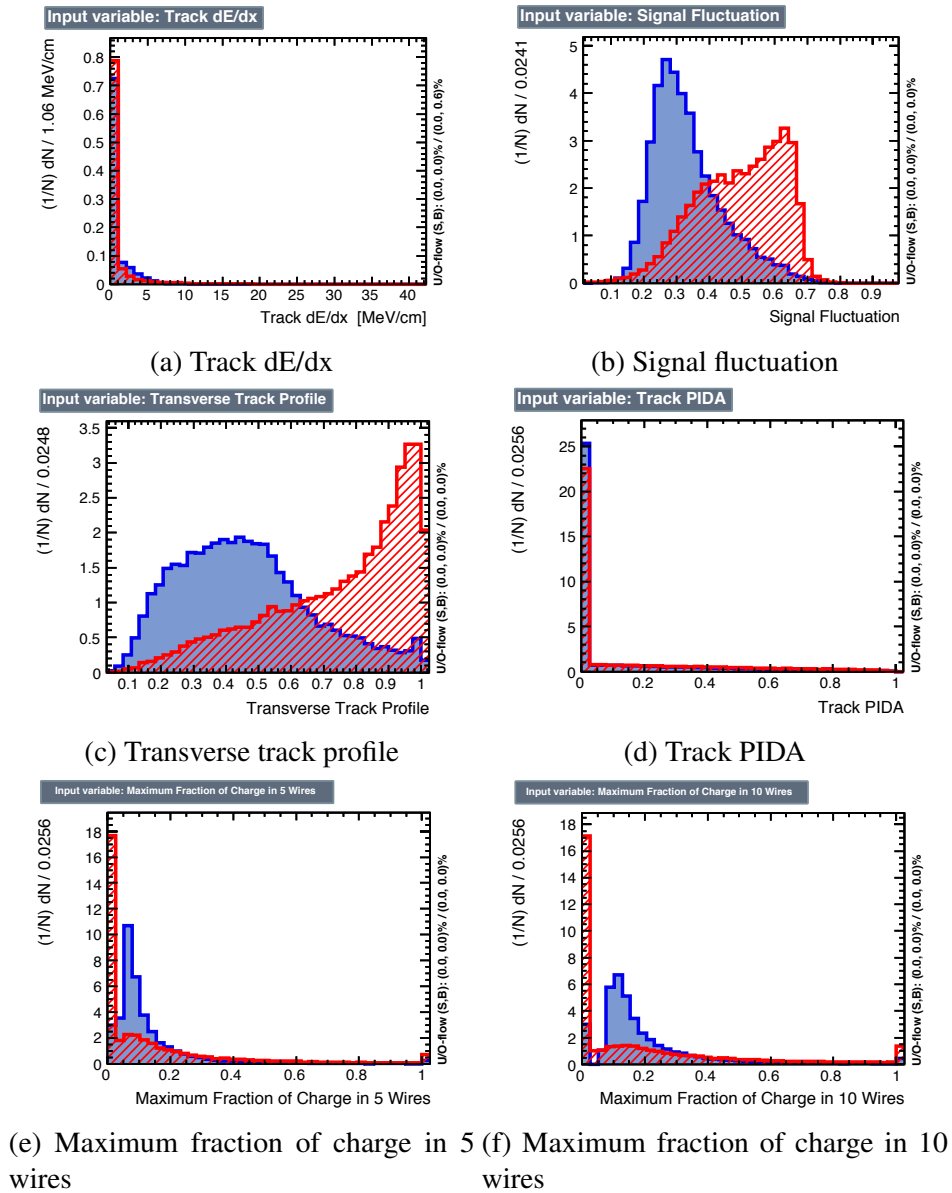 Input variable: Track dE/dx
(1/N) dN / 1.06 MeV/cm
0.8
0.7
0.6
0.5
0.4
0.3
0.2
0.1
0
0 5 10 15 20 25 30 35 40
Track dE/dx [MeV/cm]
U/O-flow (S,B): (0.0, 0.0)% / (0.0, 0.6)%
(a) Track dE/dx
Input variable: Signal Fluctuation
(1/N) dN / 0.0241
5
4
3
2
1
0
0.1 0.2 0.3 0.4 0.5 0.6 0.7 0.8 0.9
Signal Fluctuation
U/O-flow (S,B): (0.0, 0.0)% / (0.0, 0.0)%
(b) Signal fluctuation
Input variable: Transverse Track Profile
(1/N) dN / 0.0248
3.5
3
2.5
2
1.5
1
0.5
0
0.1 0.2 0.3 0.4 0.5 0.6 0.7 0.8 0.9 1
Transverse Track Profile
U/O-flow (S,B): (0.0, 0.0)% / (0.0, 0.0)%
(c) Transverse track profile
Input variable: Track PIDA
(1/N) dN / 0.0256
25
20
15
10
5
0
0 0.2 0.4 0.6 0.8 1
Track PIDA
U/O-flow (S,B): (0.0, 0.0)% / (0.0, 0.0)%
(d) Track PIDA
Input variable: Maximum Fraction of Charge in 5 Wires
(1/N) dN / 0.0256
18
16
14
12
10
8
6
4
2
0
0 0.2 0.4 0.6 0.8 1
Maximum Fraction of Charge in 5 Wires
U/O-flow (S,B): (0.0, 0.0)% / (0.0, 0.0)%
(e) Maximum fraction of charge in 5
wires
Input variable: Maximum Fraction of Charge in 10 Wires
(1/N) dN / 0.0256
18
16
14
12
10
8
6
4
2
0
0 0.2 0.4 0.6 0.8 1
Maximum Fraction of Charge in 10 Wires
U/O-flow (S,B): (0.0, 0.0)% / (0.0, 0.0)%
(f) Maximum fraction of charge in 10
wires